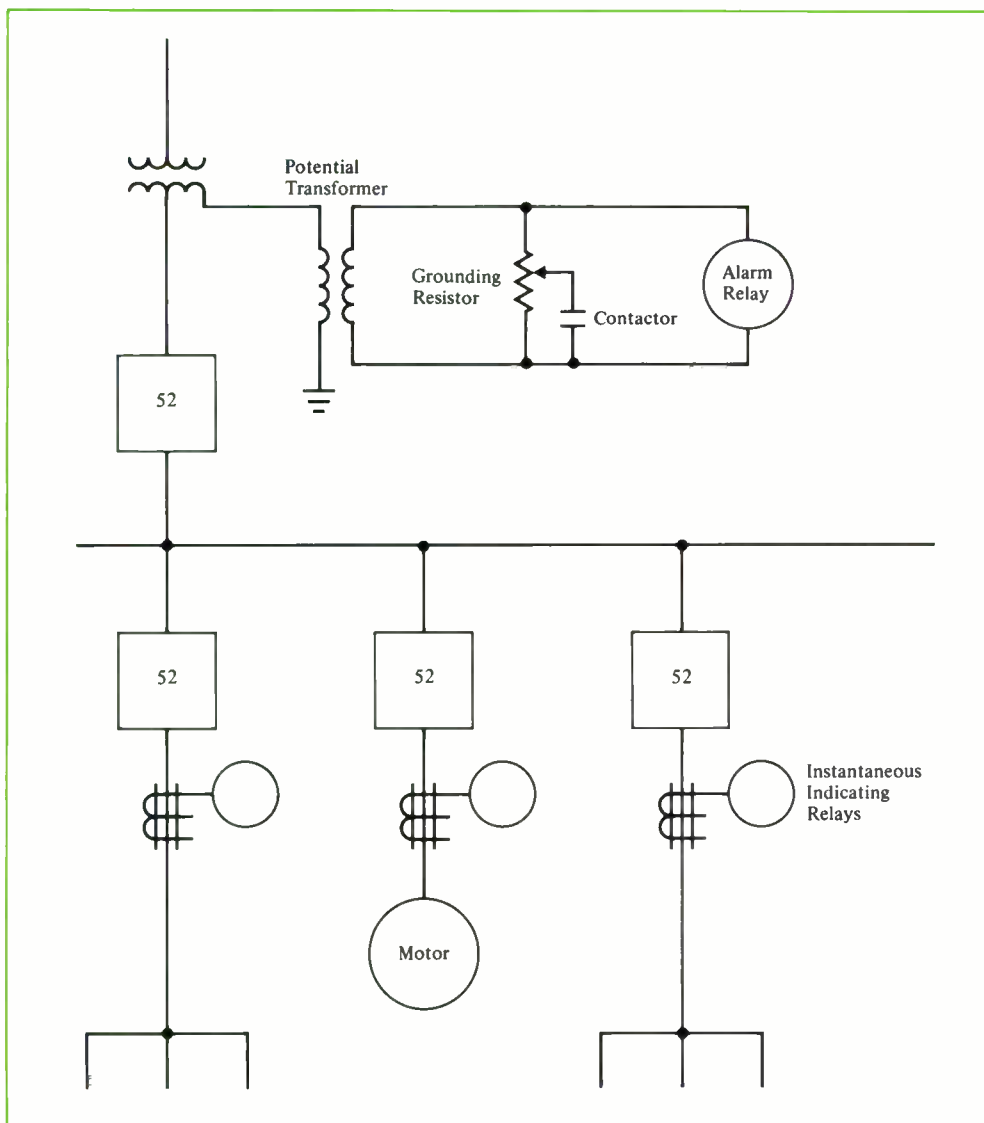 Potential
Transformer
Grounding
Resistor
Contactor
Alarm
Relay
52
52
52
52
Instantaneous
Indicating
Relays
Motor